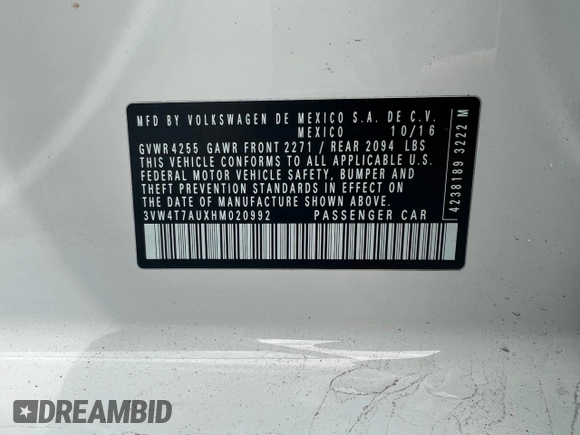 MFD BY VOLKSWAGEN DE MEXICO S.A. DE C.V.
MEXICO 10/16
GVWR 4255 GAWR FRONT 2271 / REAR 2094 LBS
THIS VEHICLE CONFORMS TO ALL APPLICABLE U.S.
FEDERAL MOTOR VEHICLE SAFETY, BUMPER AND
THEFT PREVENTION STANDARDS IN EFFECT ON THE
DATE OF MANUFACTURE SHOWN ABOVE.
3VW4T7AUXHM020992 PASSENGER CAR
4238189 3222 M
DREAMBID